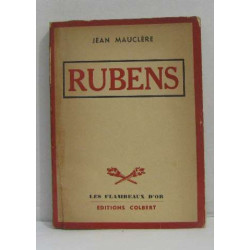 JEAN MAUCLÈRE
RUBENS
LES FLAMBEAUX D'OR
EDITIONS COLBERT